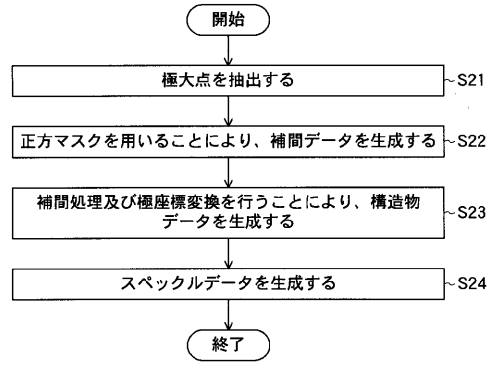 開始
極大点を抽出する
S21
正方マスクを用いることにより、補間データを生成する
S22
補間処理及び極座標変換を行うことにより、構造物
データを生成する
S23
スペックルデータを生成する
S24
終了